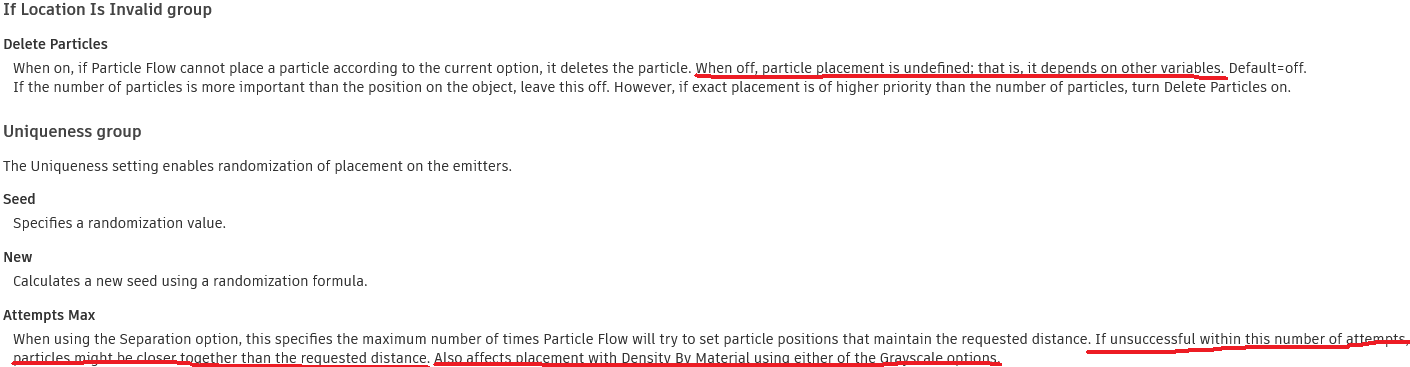 If Location Is Invalid group
Delete Particles
When on, if Particle Flow cannot place a particle according to the current option, it deletes the particle. When off, particle placement is undefined; that is, it depends on other variables. Default=off.
If the number of particles is more important than the position on the object, leave this off. However, if exact placement is of higher priority than the number of particles, turn Delete Particles on.
Uniqueness group
The Uniqueness setting enables randomization of placement on the emitters.
Seed
Specifies a randomization value.
New
Calculates a new seed using a randomization formula.
Attempts Max
When using the Separation option, this specifies the maximum number of times Particle Flow will try to set particle positions that maintain the requested distance. If unsuccessful within this number of attempts,
particles might be closer together than the requested distance. Also affects placement with Density By Material using either of the Grayscale options.